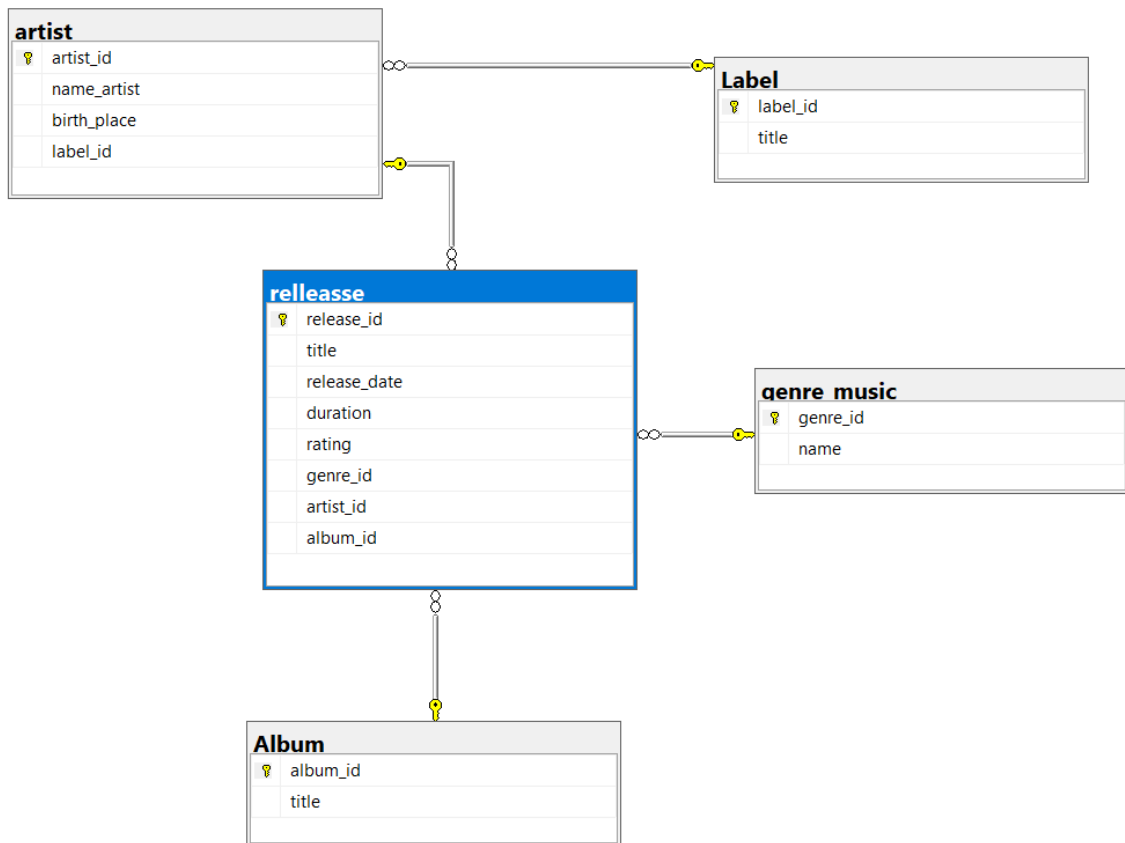 artist
artist_id
name_artist
birth_place
label_id
Label
label_id
title
relleasse
release_id
title
release_date
duration
rating
genre_id
artist_id
album_id
genre_music
genre_id
name
Album
album_id
title